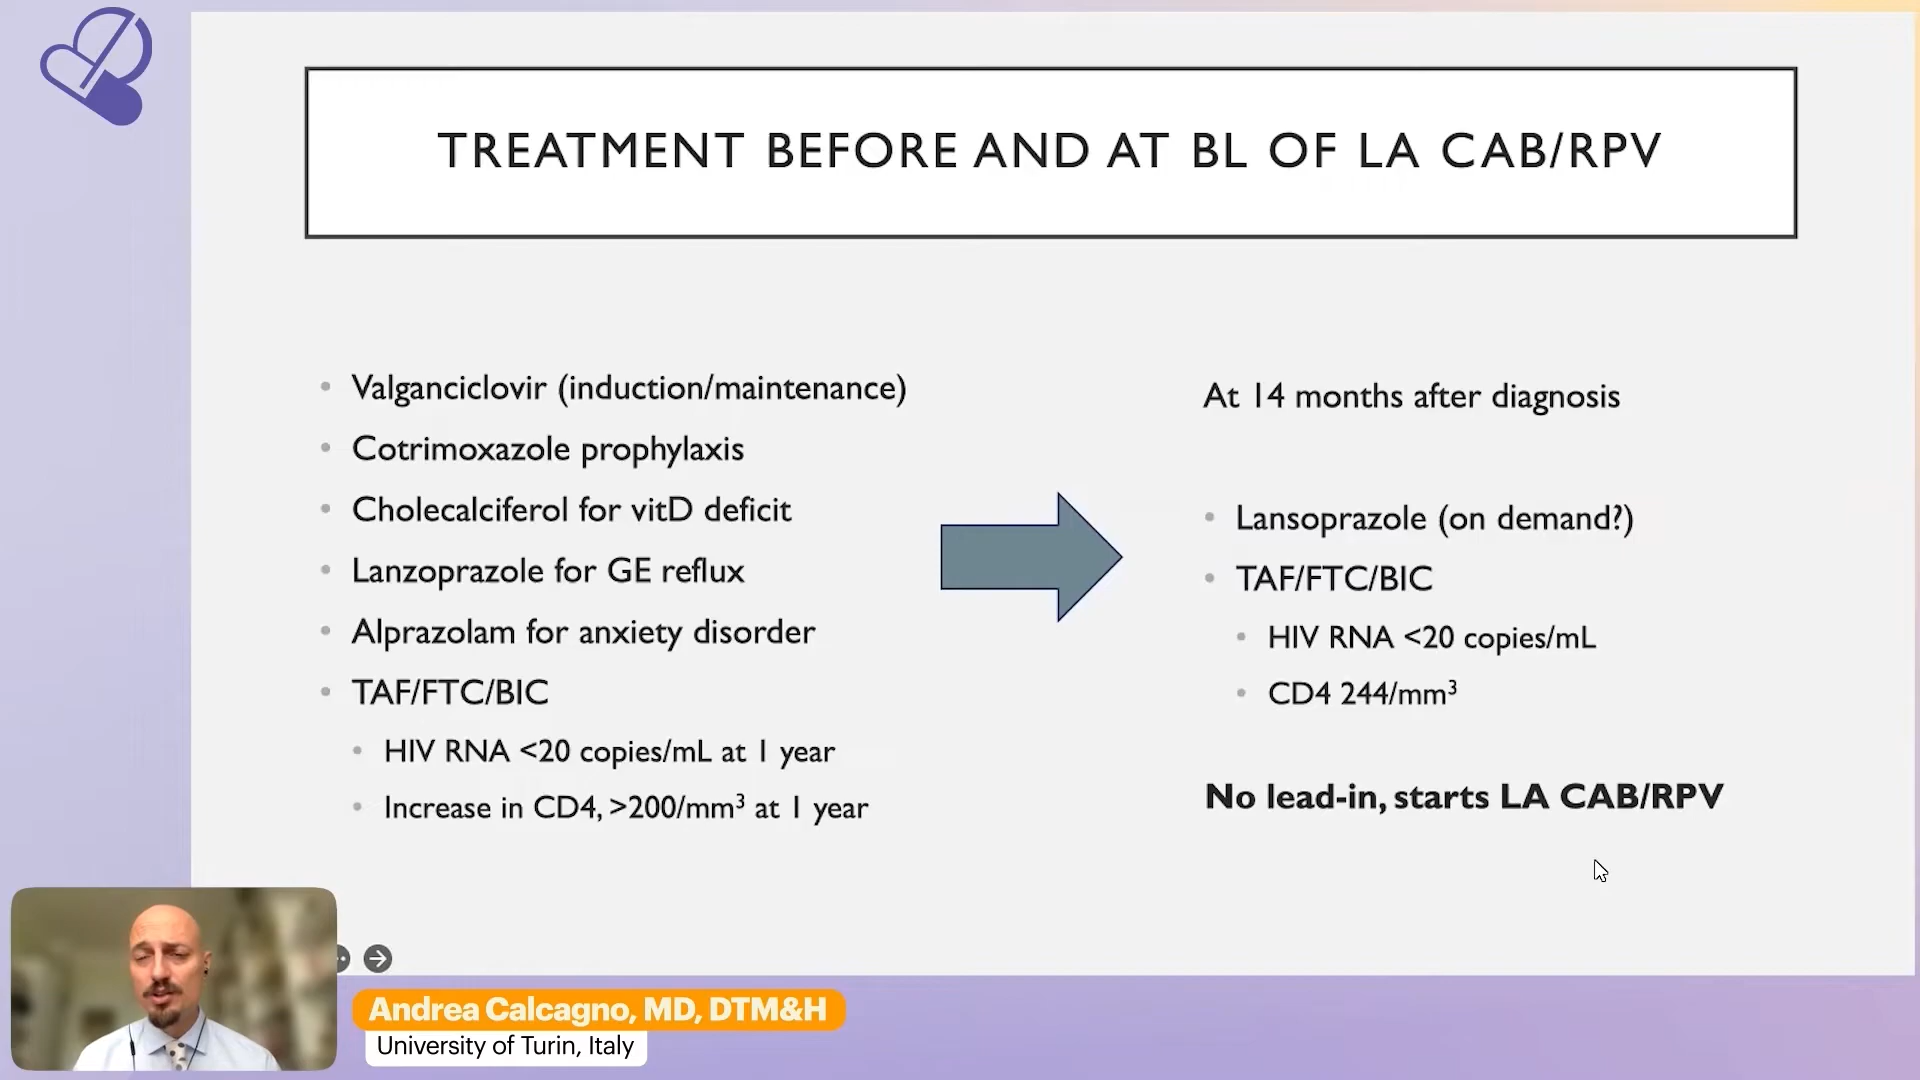 TREATMENT BEFORE AND AT BL OF LA CAB/RPV
Valganciclovir (induction/maintenance)
Cotrimoxazole prophylaxis
Cholecalciferol for vitD deficit
Lanzoprazole for GE reflux
Alprazolam for anxiety disorder
TAF/FTC/BIC
HIV RNA <20 copies/mL at 1 year
Increase in CD4, >200/mm³ at 1 year
At 14 months after diagnosis
Lansoprazole (on demand?)
TAF/FTC/BIC
HIV RNA <20 copies/mL
CD4 244/mm³
No lead-in, starts LA CAB/RPV
Andrea Calcagno, MD, DTM&H
University of Turin, Italy